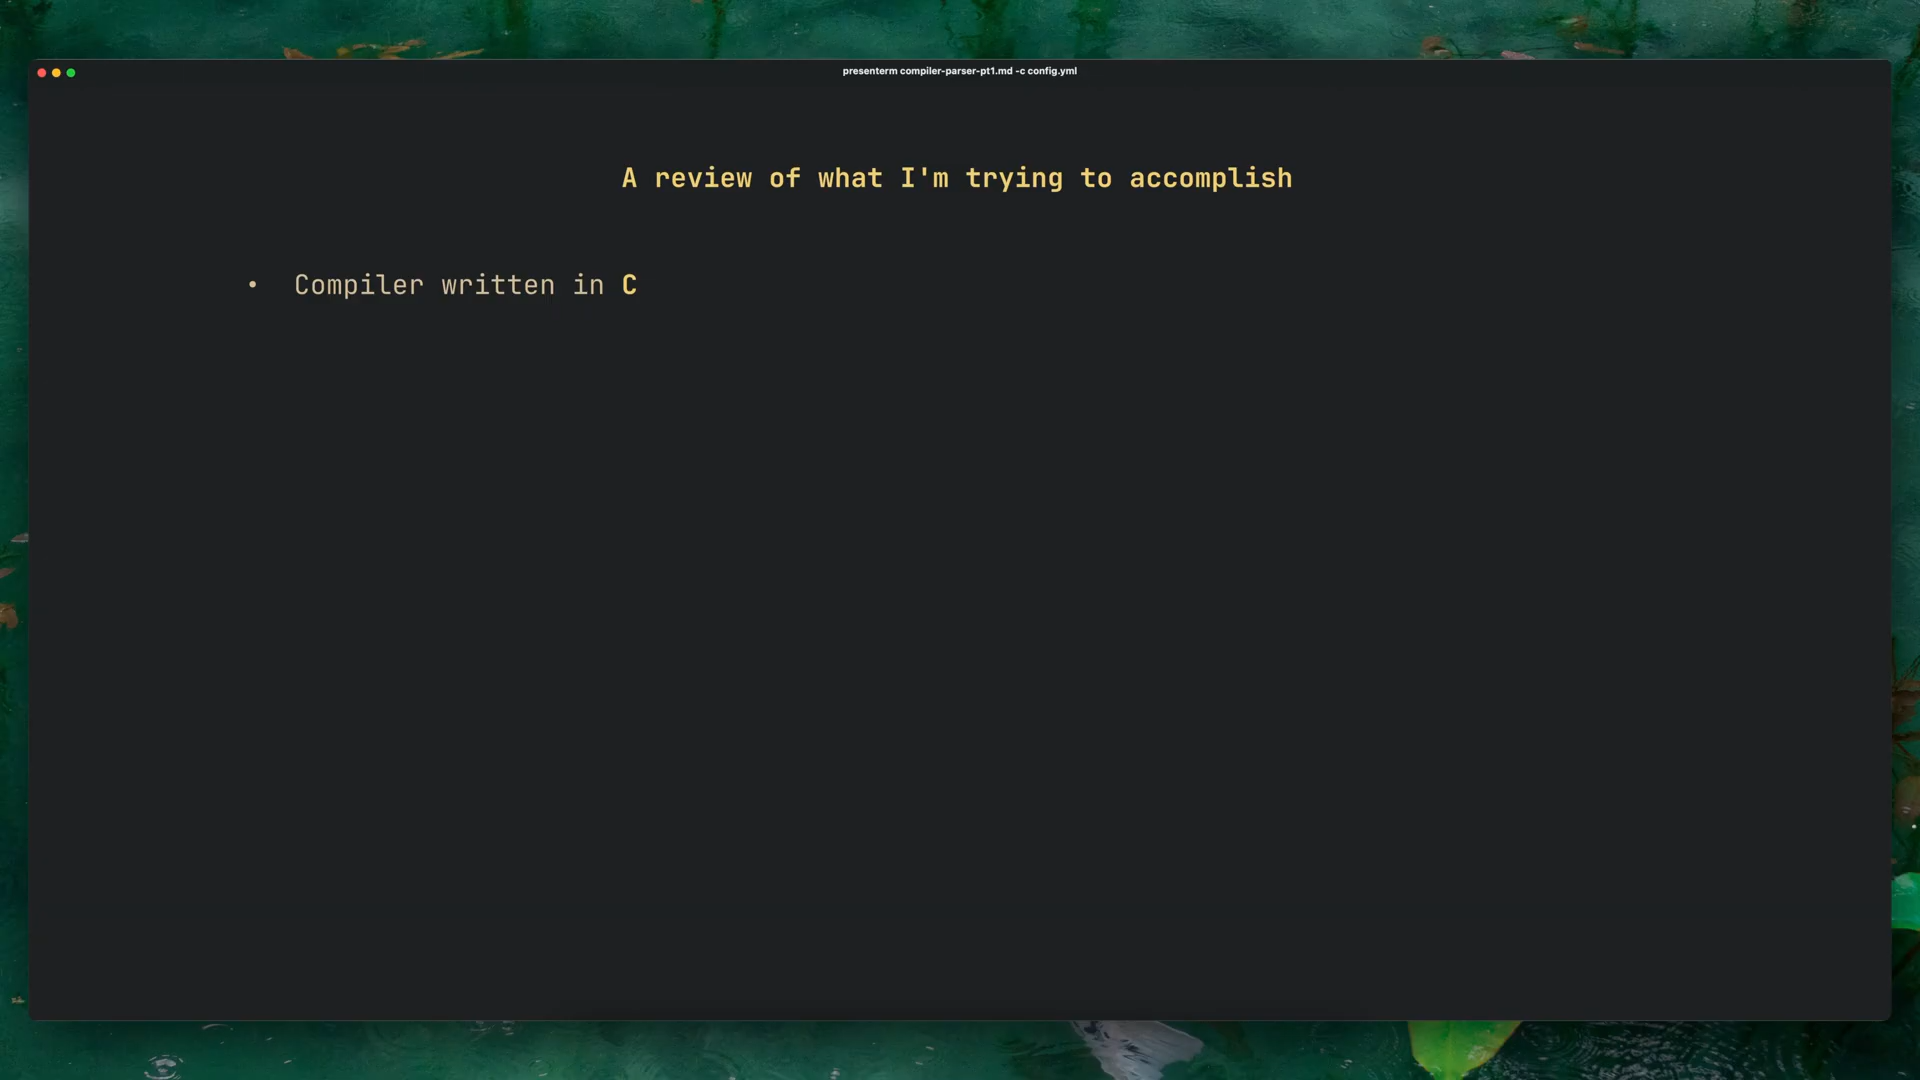 presenterm compiler-parser-pt1.md -c config.yml
A review of what I'm trying to accomplish
• Compiler written in C